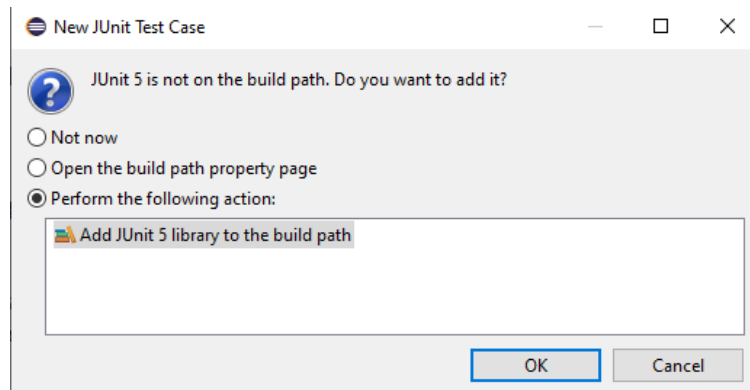 New JUnit Test Case
JUnit 5 is not on the build path. Do you want to add it?
Not now
Open the build path property page
Perform the following action:
Add JUnit 5 library to the build path
OK
Cancel